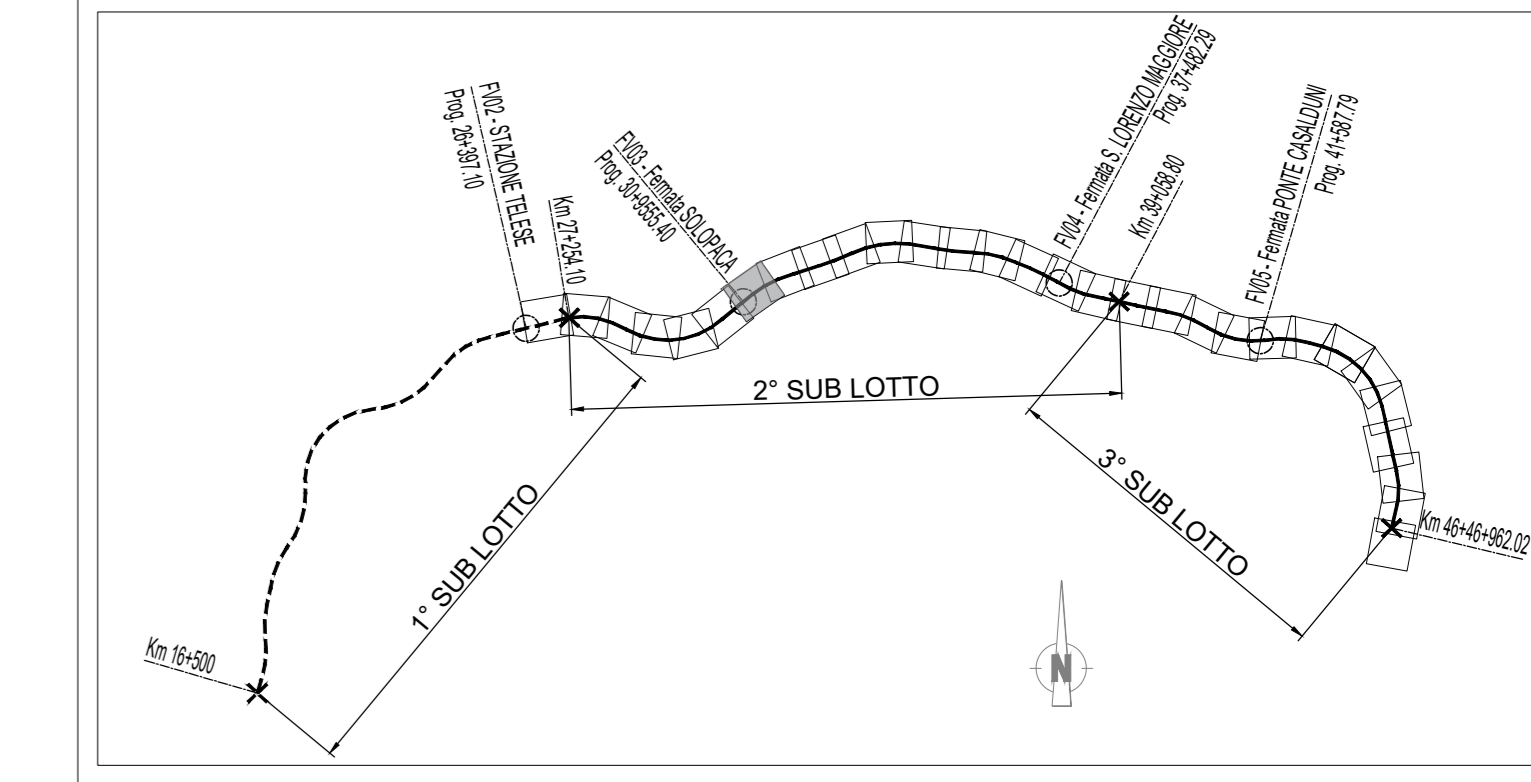 FV02 - STAZIONE TELESE
Prog. 26+397.10
Km 27+254.10
FV03 - Fermata SOLOPACA
Prog. 30+9555.40
FV04 - Fermata S. LORENZO MAGGIORE
Prog. 37+482.29
Km 39+058.80
FV05 - Fermata PONTE CASALDUNI
Prog. 41+587.79
2° SUB LOTTO
1° SUB LOTTO
3° SUB LOTTO
Km 46+46+962.02
Km 16+500
N